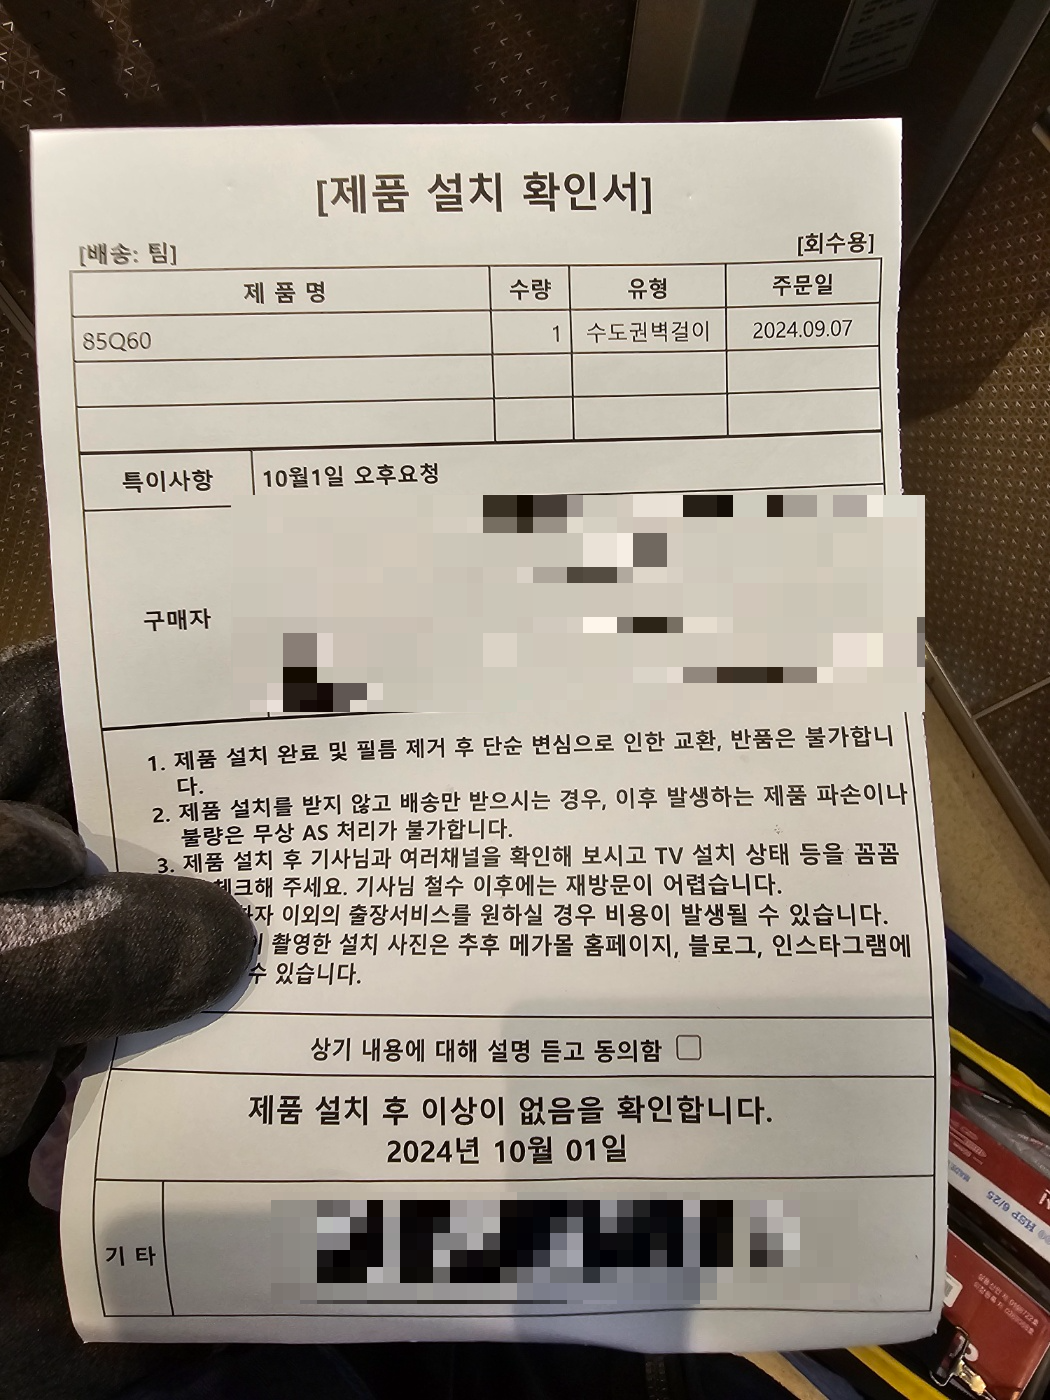 [제품 설치 확인서]
[배송: 팀]
[회수용]
제 품 명 수량 유형 주문일
85Q60 1 수도권벽걸이 2024.09.07
특이사항 10월1일 오후요청
구매자
1. 제품 설치 완료 및 필름 제거 후 단순 변심으로 인한 교환, 반품은 불가합니
다.
2. 제품 설치를 받지 않고 배송만 받으시는 경우, 이후 발생하는 제품 파손이나
불량은 무상 AS 처리가 불가합니다.
3. 제품 설치 후 기사님과 여러채널을 확인해 보시고 TV 설치 상태 등을 꼼꼼
체크해 주세요. 기사님 철수 이후에는 재방문이 어렵습니다.
이외의 출장서비스를 원하실 경우 비용이 발생될 수 있습니다.
촬영한 설치 사진은 추후 메가몰 홈페이지, 블로그, 인스타그램에
수 있습니다.
상기 내용에 대해 설명 듣고 동의함
제품 설치 후 이상이 없음을 확인합니다.
2024년 10월 01일
기 타
HSP 6/25